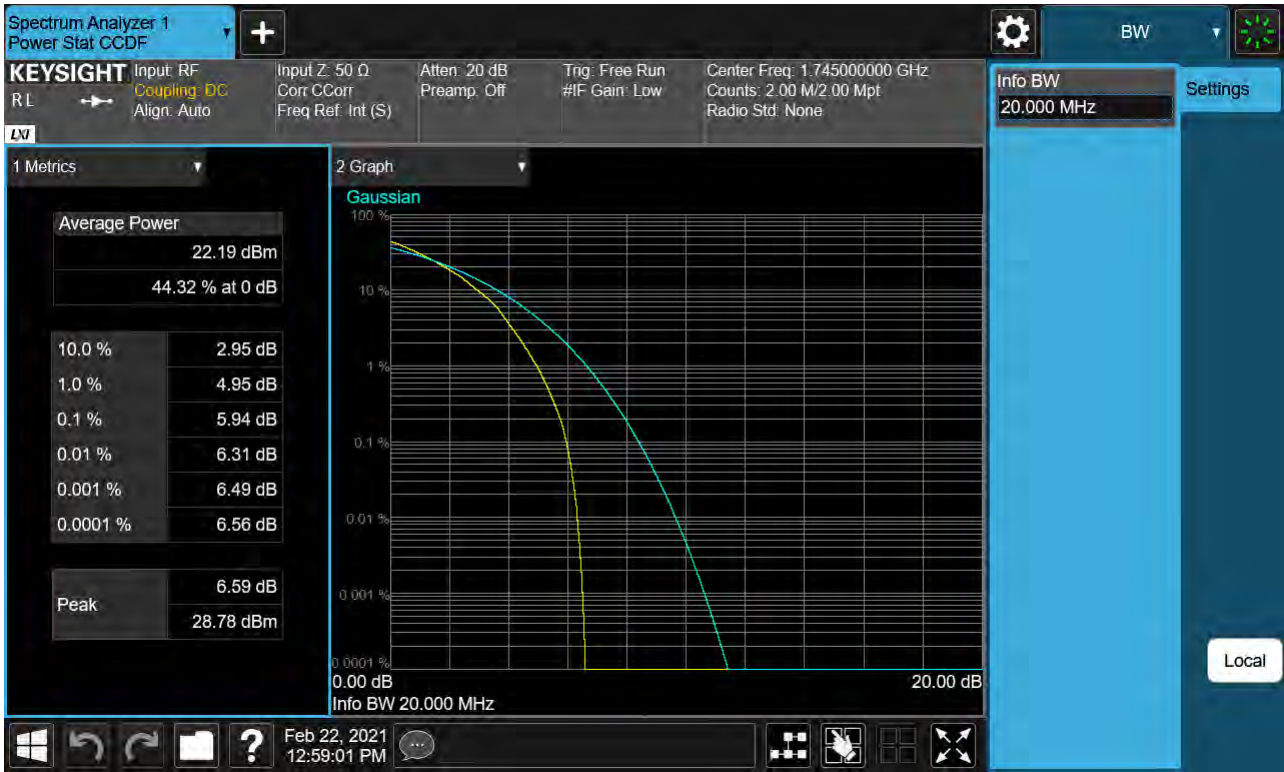 Spectrum Analyzer 1
Power Stat CCDF
BW
KEYSIGHT
R L
LXI
Input: RF
Coupling: DC
Align: Auto
Input Z: 50 Ω
Corr CCorr
Freq Ref: Int (S)
Atten: 20 dB
Preamp: Off
Trig: Free Run
#IF Gain: Low
Center Freq: 1.745000000 GHz
Counts: 2.00 M/2.00 Mpt
Radio Std: None
Info BW
20.000 MHz
Settings
1 Metrics
Average Power
22.19 dBm
44.32 % at 0 dB
10.0 % 2.95 dB
1.0 % 4.95 dB
0.1 % 5.94 dB
0.01 % 6.31 dB
0.001 % 6.49 dB
0.0001 % 6.56 dB
Peak
6.59 dB
28.78 dBm
2 Graph
Gaussian
100 %
10 %
1 %
0.1 %
0.01 %
0.001 %
0.0001 %
0.00 dB 20.00 dB
Info BW 20.000 MHz
Local
?
Feb 22, 2021
12:59:01 PM